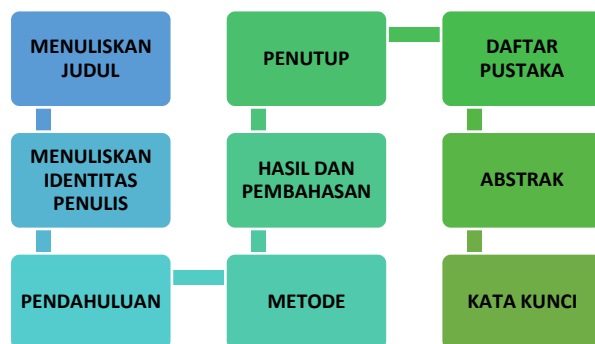 MENULISKAN
JUDUL
MENULISKAN
IDENTITAS
PENULIS
PENDAHULUAN
METODE
HASIL DAN
PEMBAHASAN
PENUTUP
DAFTAR
PUSTAKA
ABSTRAK
KATA KUNCI